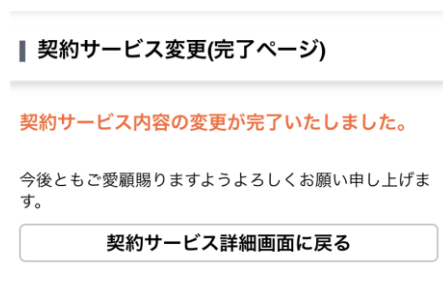 契約サービス変更(完了ページ)
契約サービス内容の変更が完了いたしました。
今後ともご愛顧賜りますようよろしくお願い申し上げま
す。
契約サービス詳細画面に戻る